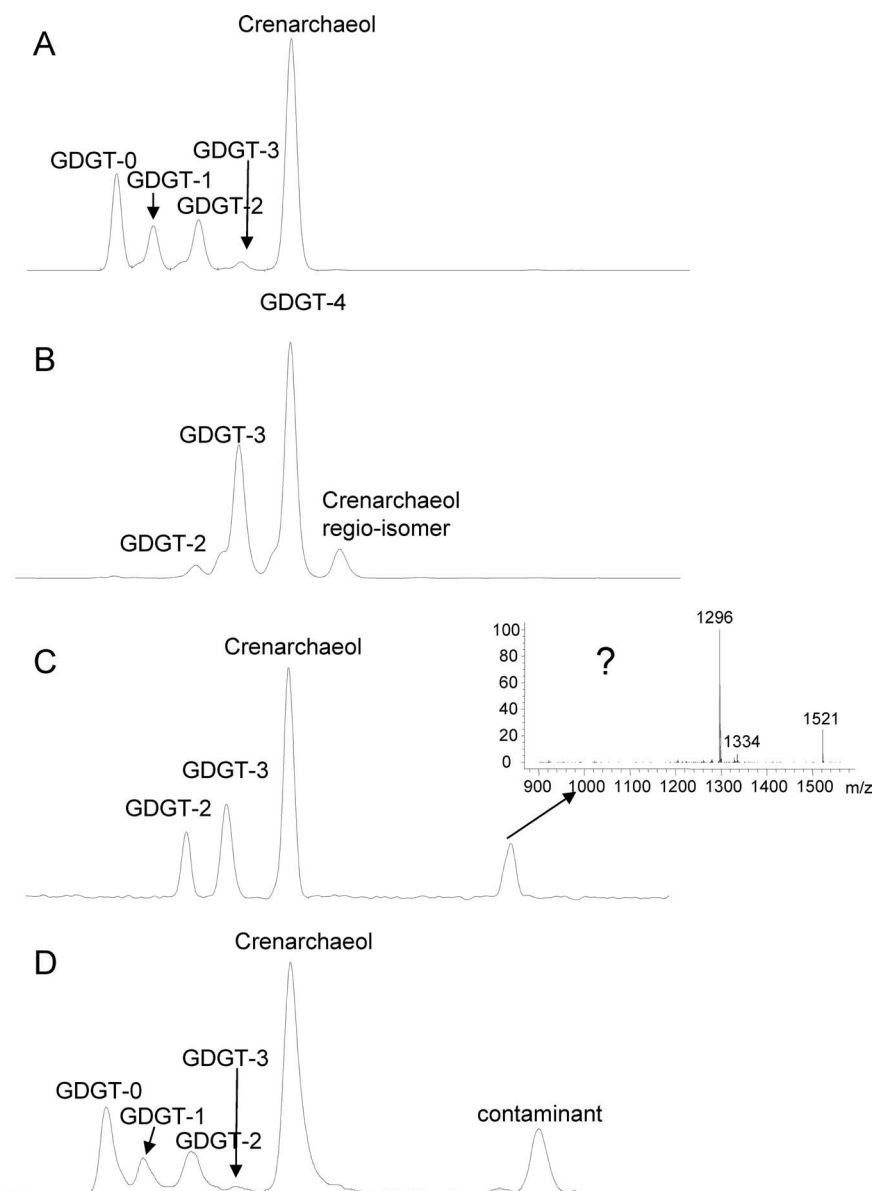 A
Crenarchaeol
GDGT-3
GDGT-0
GDGT-1
GDGT-2
B
GDGT-4
GDGT-3
Crenarchaeol
regio-isomer
GDGT-2
C
Crenarchaeol
GDGT-3
GDGT-2
?
100
80
60
40
20
0
1296
1334
1521
900 1000 1100 1200 1300 1400 1500 m/z
D
Crenarchaeol
GDGT-3
GDGT-0
GDGT-1
GDGT-2
contaminant